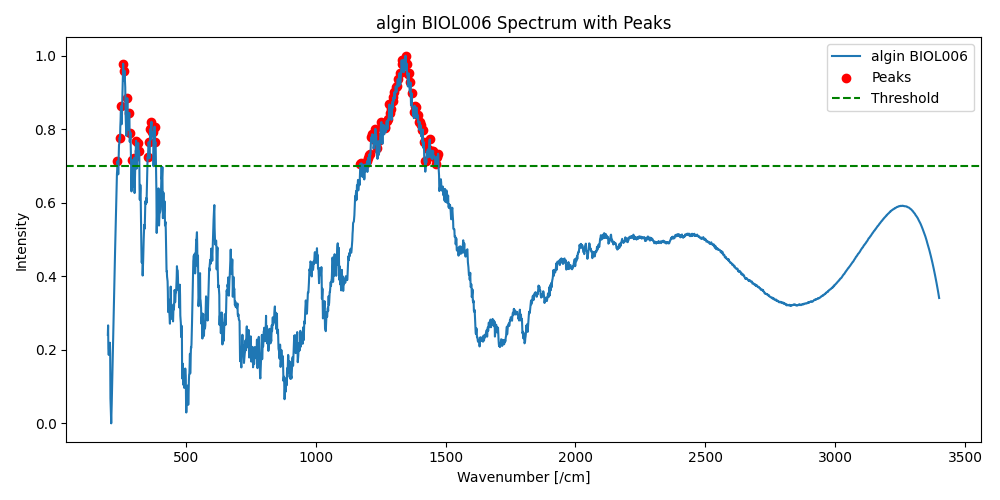 algin BIOL006 Spectrum with Peaks
algin BIOL006
Peaks
Threshold
Intensity
1.0
0.8
0.6
0.4
0.2
0.0
500 1000 1500 2000 2500 3000 3500
Wavenumber [/cm]